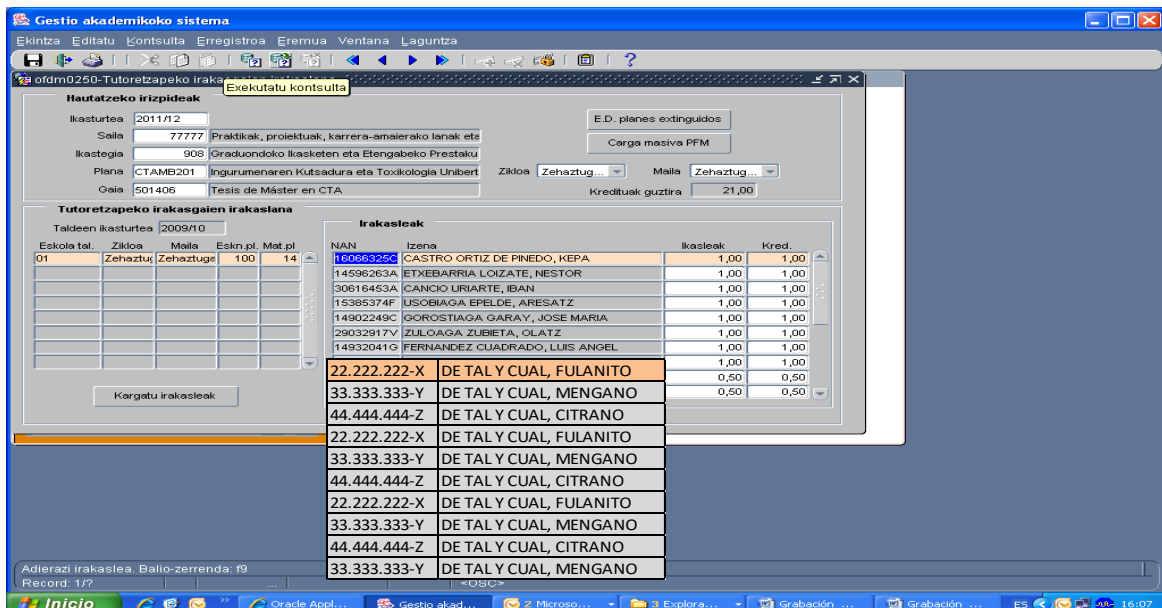 Gestio akademikoko sistema
Ekintza Editatu Kontsulta Erregistroa Eremua Ventana Laguntza
ofdm0250-Tutoretzapeko
Exekutatu kontsulta
Hautatzeko irizpideak
Ikasturtea 2011/12
E.D. planes extinguidos
Saila 77777 Praktikak, proiektuak, karrera-amaierako lanak eta
Carga masiva PFM
Ikastegia 908 Graduondoko Ikasketen eta Etengabeko Prestaku
Plana CTAMB201 Ingurumenaren Kutsadura eta Toxikologia Unibert Zikloa Zehaztug... Maila Zehaztug...
Gaia 501406 Tesis de Máster en CTA Kredituak guztira 21,00
Tutoretzapeko irakasgaien irakaslana
Taldeen ikasturtea 2009/10
Irakasleak
Eskola tal. Zikloa Maila Eskn.pl. Mat.pl NAN Izena Ikasleak Kred.
01 Zehaztug Zehaztuga 100 14 16066325C CASTRO ORTIZ DE PINEDO, KEPA 1,00 1,00
14596263A ETXEBARRIA LOIZATE, NESTOR 1,00 1,00
30616453A CANCIO URIARTE, IBAN 1,00 1,00
15385374F USOBIAGA EPELDE, ARESATZ 1,00 1,00
14902249C GOROSTIAGA GARAY, JOSE MARIA 1,00 1,00
29032917V ZULOAGA ZUBIETA, OLATZ 1,00 1,00
14932041G FERNANDEZ CUADRADO, LUIS ANGEL 1,00 1,00
1,00 1,00
22.222.222-X DE TAL Y CUAL, FULANITO 0,50 0,50
33.333.333-Y DE TAL Y CUAL, MENGANO 0,50 0,50
Kargatu irakasleak
44.444.444-Z DE TAL Y CUAL, CITRANO
22.222.222-X DE TAL Y CUAL, FULANITO
33.333.333-Y DE TAL Y CUAL, MENGANO
44.444.444-Z DE TAL Y CUAL, CITRANO
22.222.222-X DE TAL Y CUAL, FULANITO
33.333.333-Y DE TAL Y CUAL, MENGANO
44.444.444-Z DE TAL Y CUAL, CITRANO
33.333.333-Y DE TAL Y CUAL, MENGANO
Adierazi irakaslea. Balio-zerrenda: f9
Record: 1/? ... <OSC>
Inicio Oracle Appl... Gestio akad... 2 Microso... 3 Explora... Grabación ... Grabación ... ES 16:07